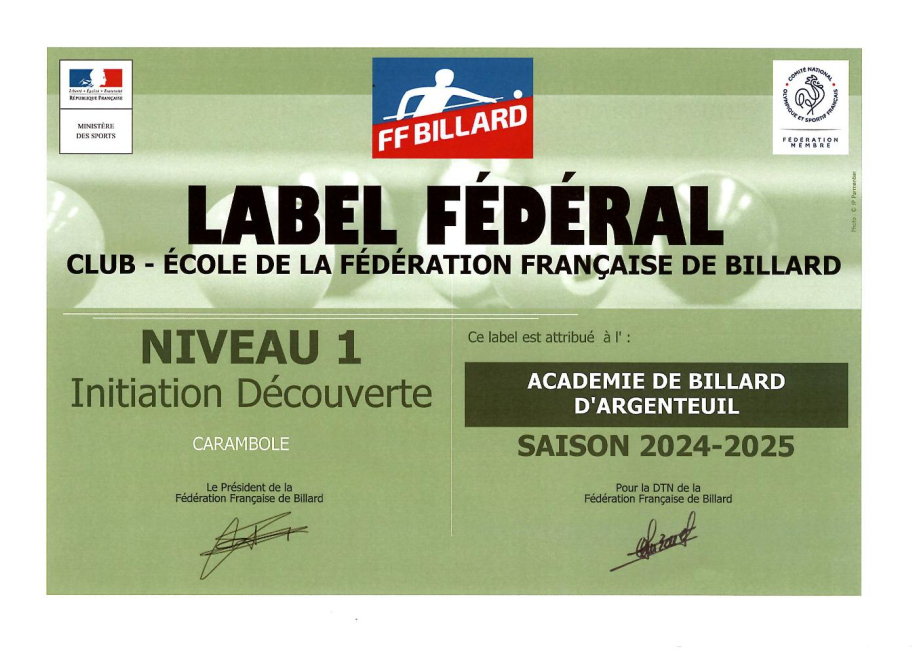 Liberté • Égalité • Fraternité
RÉPUBLIQUE FRANÇAISE
MINISTÈRE
DES SPORTS
FF BILLARD
COMITÉ NATIONAL
OLYMPIQUE ET SPORTIF FRANÇAIS
FÉDÉRATION
MEMBRE
LABEL FÉDÉRAL
CLUB - ÉCOLE DE LA FÉDÉRATION FRANÇAISE DE BILLARD
NIVEAU 1
Initiation Découverte
CARAMBOLE
Le Président de la
Fédération Française de Billard
Ce label est attribué à l' :
ACADEMIE DE BILLARD
D'ARGENTEUIL
SAISON 2024-2025
Pour la DTN de la
Fédération Française de Billard